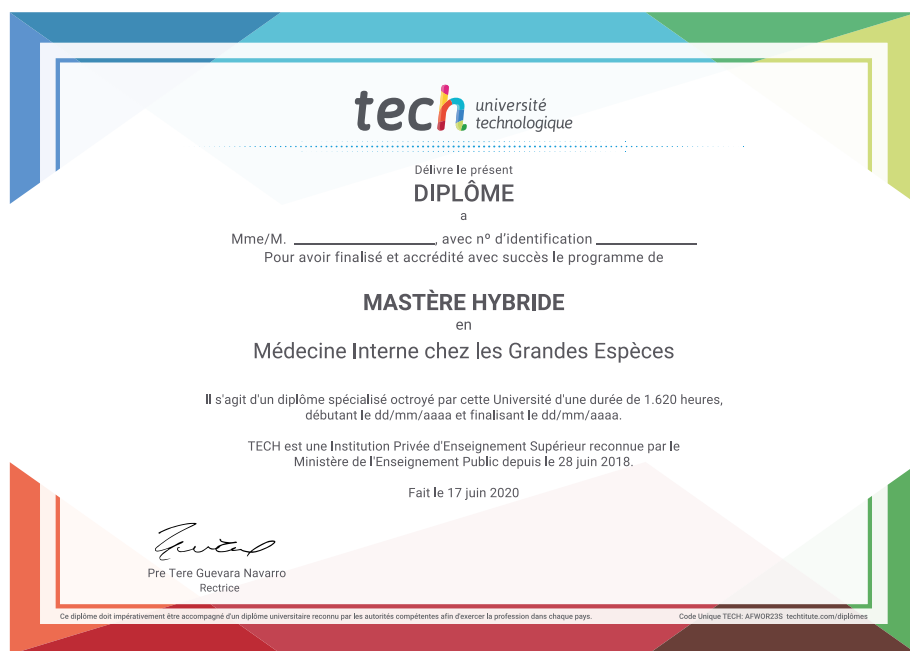 tech université
technologique
Délivre le présent
DIPLÔME
a
Mme/M. ____________________, avec nº d'identification ______________
Pour avoir finalisé et accrédité avec succès le programme de
MASTÈRE HYBRIDE
en
Médecine Interne chez les Grandes Espèces
Il s'agit d'un diplôme spécialisé octroyé par cette Université d'une durée de 1.620 heures,
débutant le dd/mm/aaaa et finalisant le dd/mm/aaaa.
TECH est une Institution Privée d'Enseignement Supérieur reconnue par le
Ministère de l'Enseignement Public depuis le 28 juin 2018.
Fait le 17 juin 2020
Pre Tere Guevara Navarro
Rectrice
Ce diplôme doit impérativement être accompagné d'un diplôme universitaire reconnu par les autorités compétentes afin d'exercer la profession dans chaque pays.
Code Unique TECH: AFWOR23S techtitute.com/diplômes